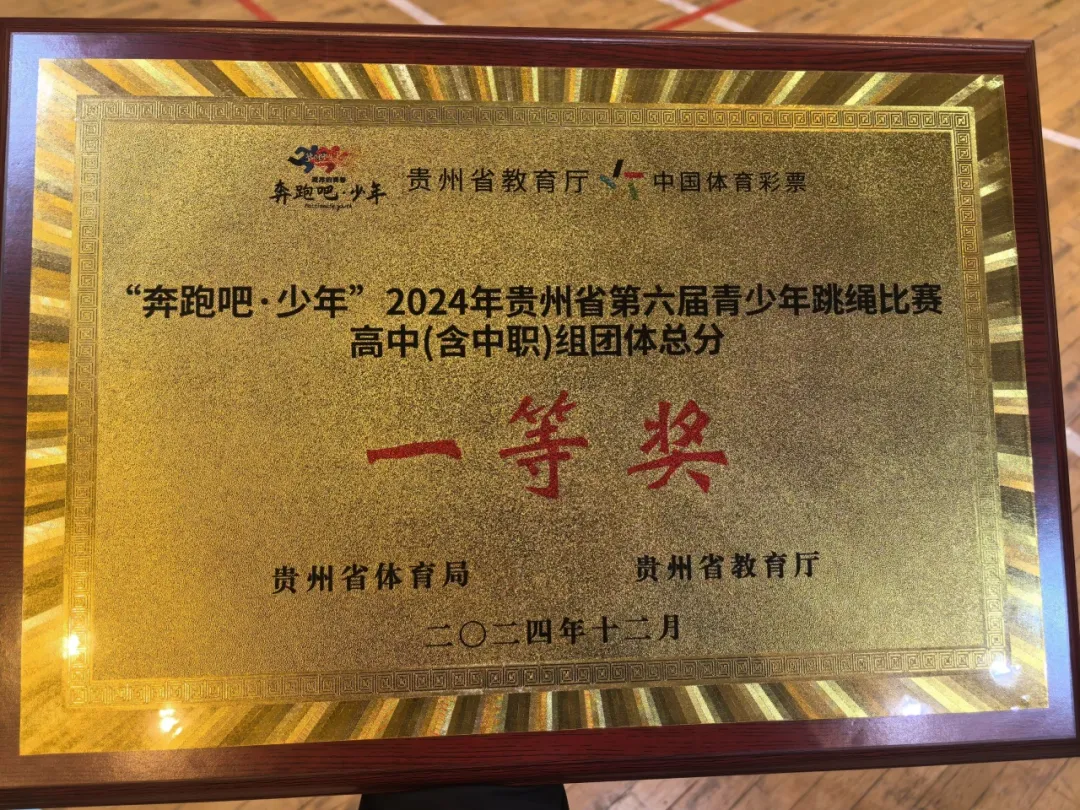 奔跑吧·少年 贵州省教育厅 中国体育彩票
“奔跑吧·少年”2024年贵州省第六届青少年跳绳比赛
高中(含中职)组团体总分
一等奖
贵州省体育局 贵州省教育厅
二〇二四年十二月